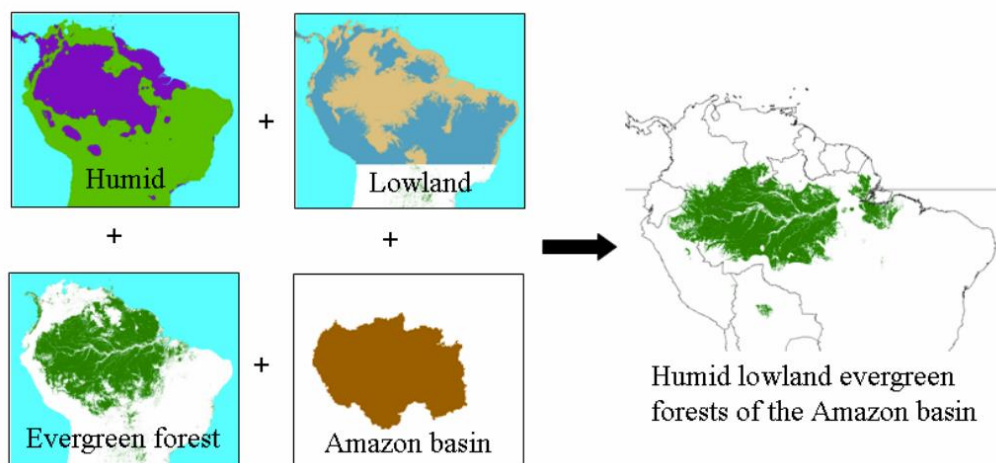 Humid
+
Lowland
+
+
Evergreen forest
+
Amazon basin
Humid lowland evergreen
forests of the Amazon basin